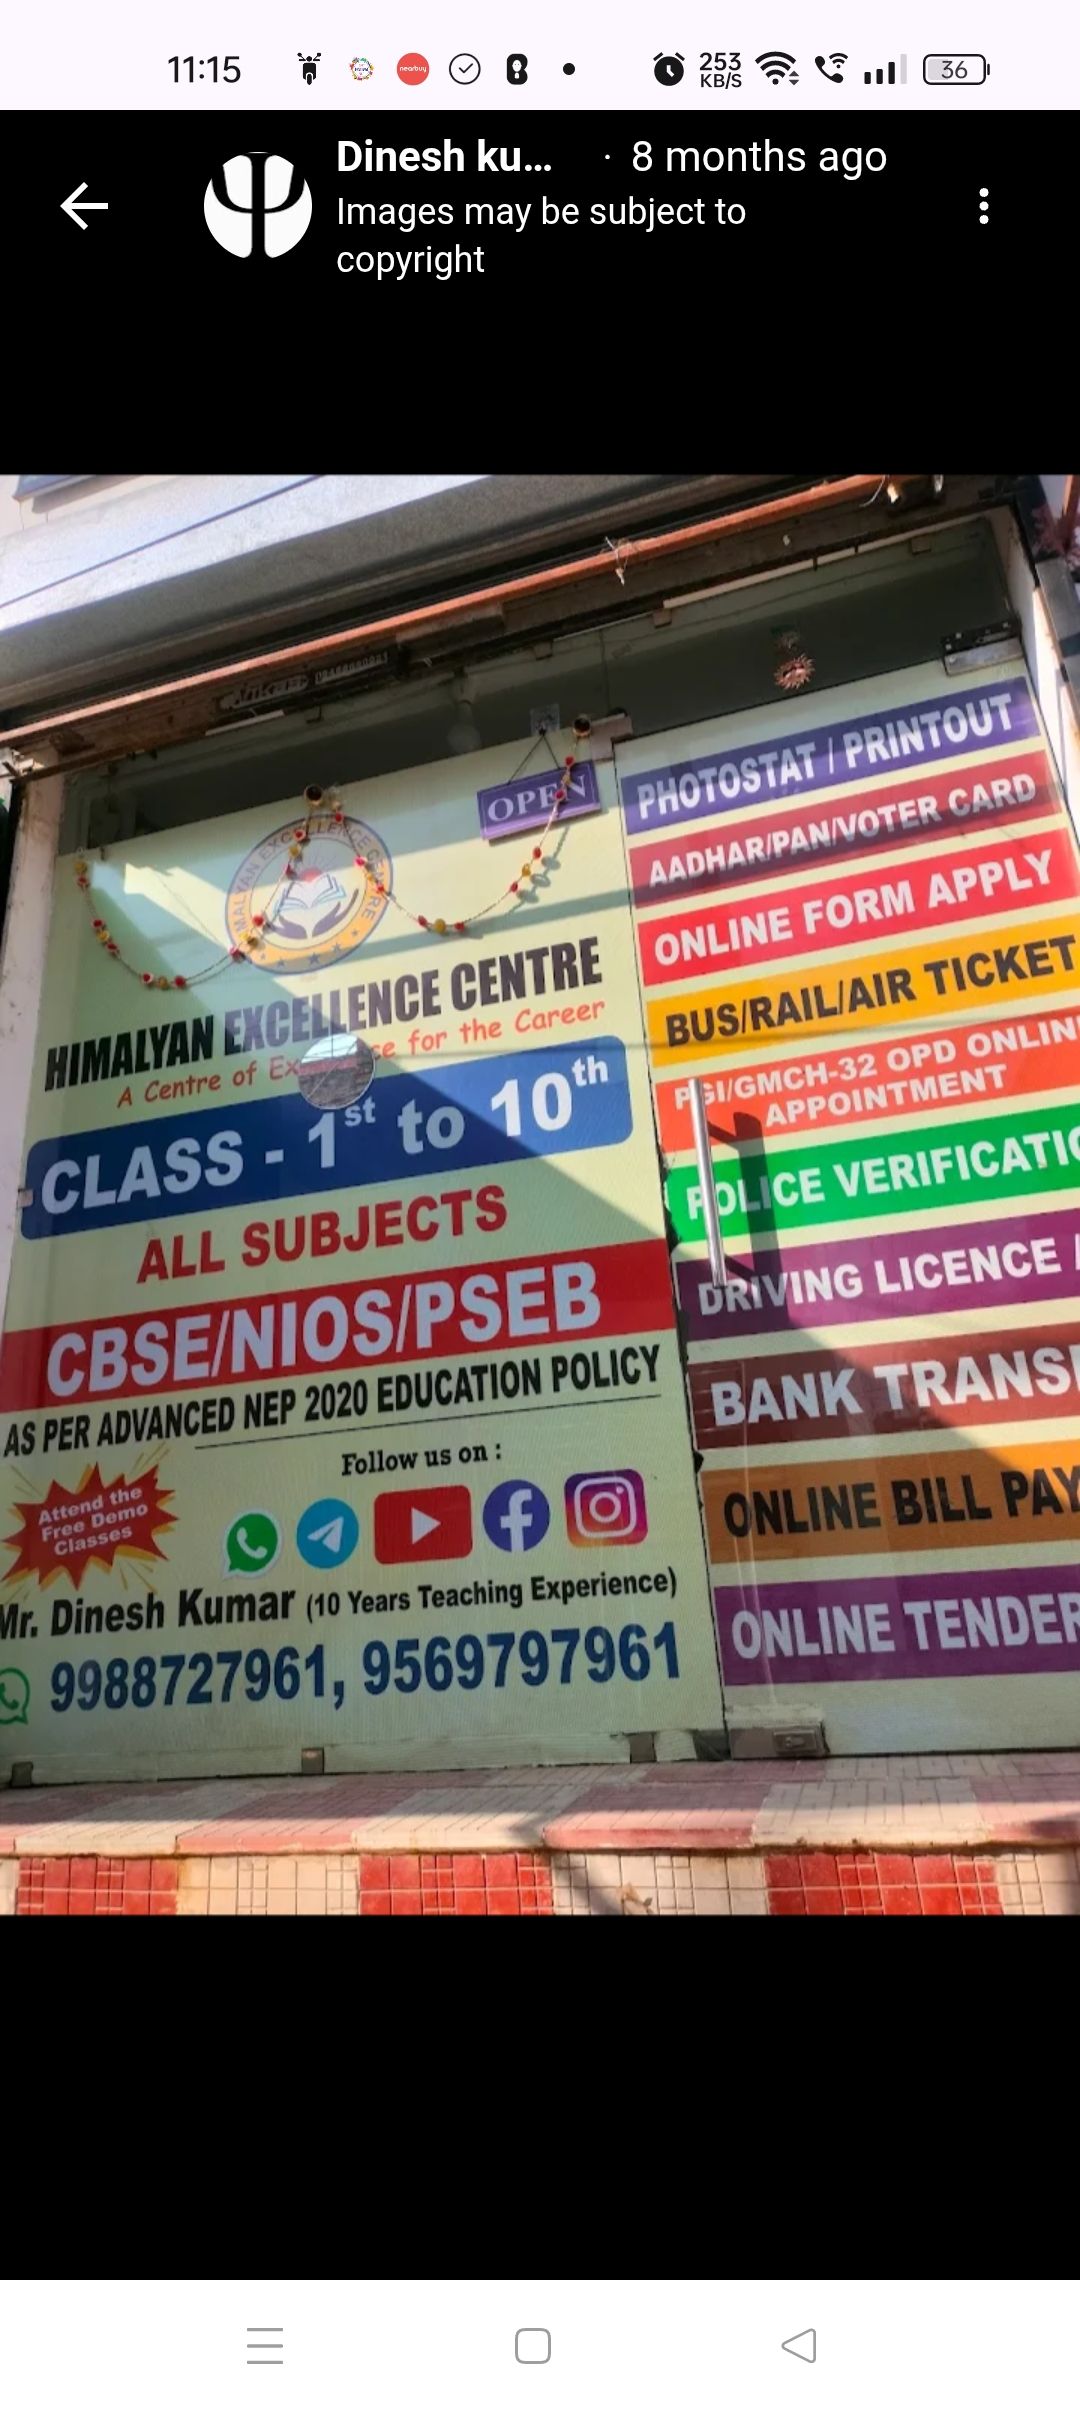 11:15
nearbuy
253
KB/S
36
Dinesh ku... · 8 months ago
Images may be subject to
copyright
OPEN
HIMALYAN EXCELLENCE CENTRE
A Centre of for the Career
CLASS - 1st to 10th
ALL SUBJECTS
CBSE/NIOS/PSEB
AS PER ADVANCED NEP 2020 EDUCATION POLICY
Follow us on :
Attend the
Free Demo
Classes
Mr. Dinesh Kumar (10 Years Teaching Experience)
9988727961, 9569797961
PHOTOSTAT / PRINTOUT
AADHAR/PAN/VOTER CARD
ONLINE FORM APPLY
BUS/RAIL/AIR TICKET
PGI/GMCH-32 OPD ONLIN
APPOINTMENT
POLICE VERIFICATIO
DRIVING LICENCE /
BANK TRANS
ONLINE BILL PAY
ONLINE TENDER